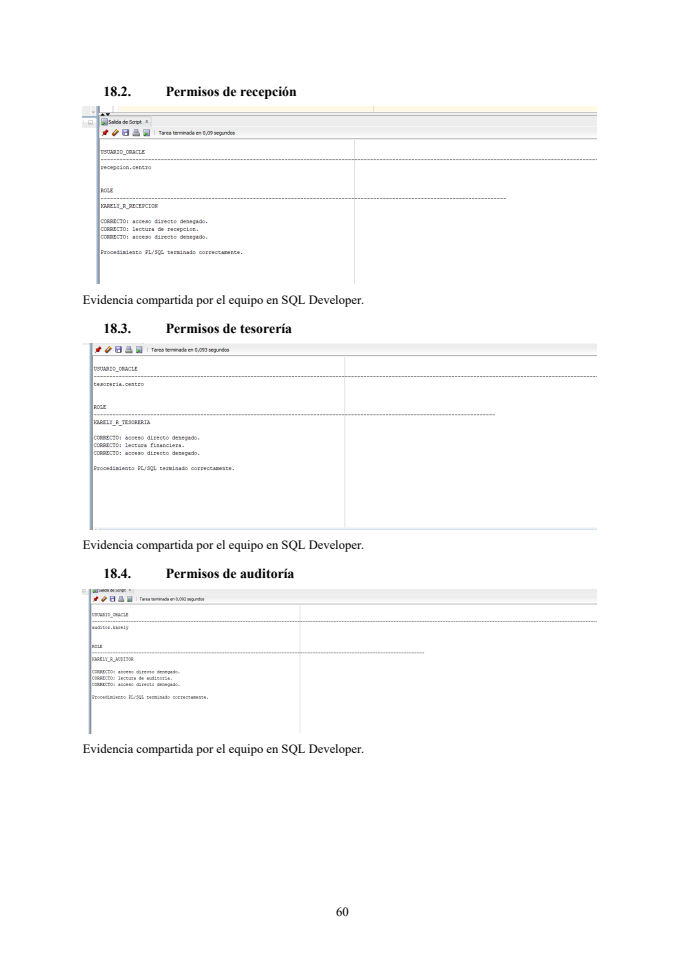 18.2. Permisos de recepción
Salida de Script
Tarea terminada en 0,09 segundos
USUARIO_ORACLE
recepcion.centro
ROLE
KARELY_R_RECEPCION
CORRECTO: acceso directo denegado.
CORRECTO: lectura de recepcion.
CORRECTO: acceso directo denegado.
Procedimiento PL/SQL terminado correctamente.
Evidencia compartida por el equipo en SQL Developer.
18.3. Permisos de tesorería
Tarea terminada en 0,093 segundos
USUARIO_ORACLE
tesoreria.centro
ROLE
KARELY_R_TESORERIA
CORRECTO: acceso directo denegado.
CORRECTO: lectura financiera.
CORRECTO: acceso directo denegado.
Procedimiento PL/SQL terminado correctamente.
Evidencia compartida por el equipo en SQL Developer.
18.4. Permisos de auditoría
Salida de Script
Tarea terminada en 0,092 segundos
USUARIO_ORACLE
auditor.karely
ROLE
KARELY_R_AUDITOR
CORRECTO: acceso directo denegado.
CORRECTO: lectura de auditoria.
CORRECTO: acceso directo denegado.
Procedimiento PL/SQL terminado correctamente.
Evidencia compartida por el equipo en SQL Developer.
60